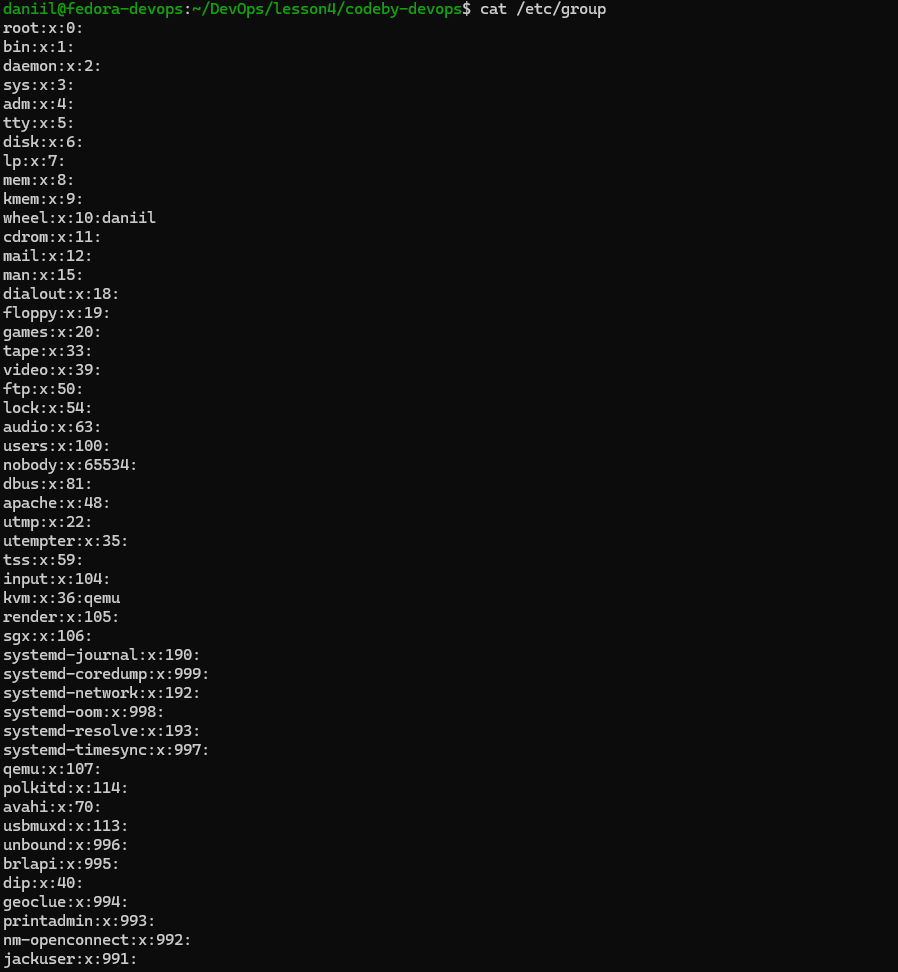 daniil@fedora-devops:~/DevOps/lesson4/codeby-devops$ cat /etc/group
root:x:0:
bin:x:1:
daemon:x:2:
sys:x:3:
adm:x:4:
tty:x:5:
disk:x:6:
lp:x:7:
mem:x:8:
kmem:x:9:
wheel:x:10:daniil
cdrom:x:11:
mail:x:12:
man:x:15:
dialout:x:18:
floppy:x:19:
games:x:20:
tape:x:33:
video:x:39:
ftp:x:50:
lock:x:54:
audio:x:63:
users:x:100:
nobody:x:65534:
dbus:x:81:
apache:x:48:
utmp:x:22:
utempter:x:35:
tss:x:59:
input:x:104:
kvm:x:36:qemu
render:x:105:
sgx:x:106:
systemd-journal:x:190:
systemd-coredump:x:999:
systemd-network:x:192:
systemd-oom:x:998:
systemd-resolve:x:193:
systemd-timesync:x:997:
qemu:x:107:
polkitd:x:114:
avahi:x:70:
usbmuxd:x:113:
unbound:x:996:
brlapi:x:995:
dip:x:40:
geoclue:x:994:
printadmin:x:993:
nm-openconnect:x:992:
jackuser:x:991: